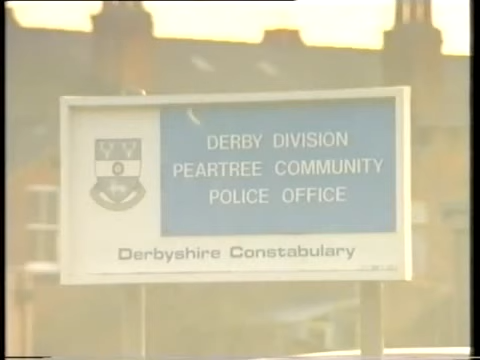 DERBY DIVISION
PEARTREE COMMUNITY
POLICE OFFICE
Derbyshire Constabulary